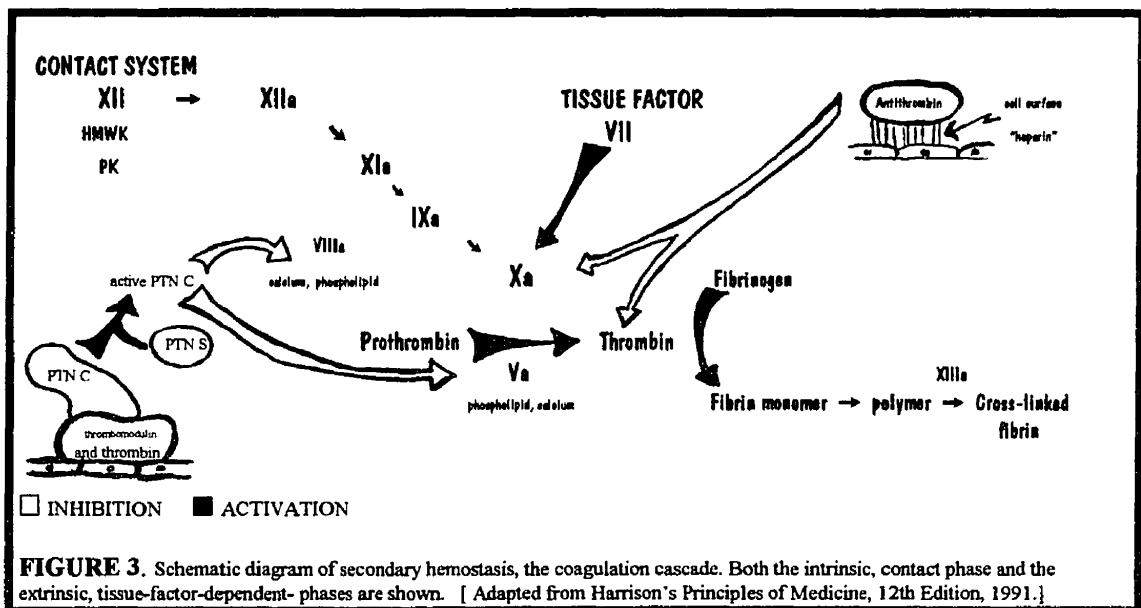 CONTACT SYSTEM
XII → XIIa
HMWK
PK
XIa
IXa
TISSUE FACTOR
VII
Antithrombin
cell surface
"heparin"
VIIIa
calcium, phospholipid
active PTN C
Xa
Fibrinogen
PTN S
PTN C
Prothrombin
Thrombin
Va
phospholipid, calcium
XIIIa
Fibrin monomer → polymer → Cross-linked
fibrin
thrombomodulin
and thrombin
INHIBITION ACTIVATION
FIGURE 3. Schematic diagram of secondary hemostasis, the coagulation cascade. Both the intrinsic, contact phase and the
extrinsic, tissue-factor-dependent- phases are shown. [ Adapted from Harrison's Principles of Medicine, 12th Edition, 1991.]